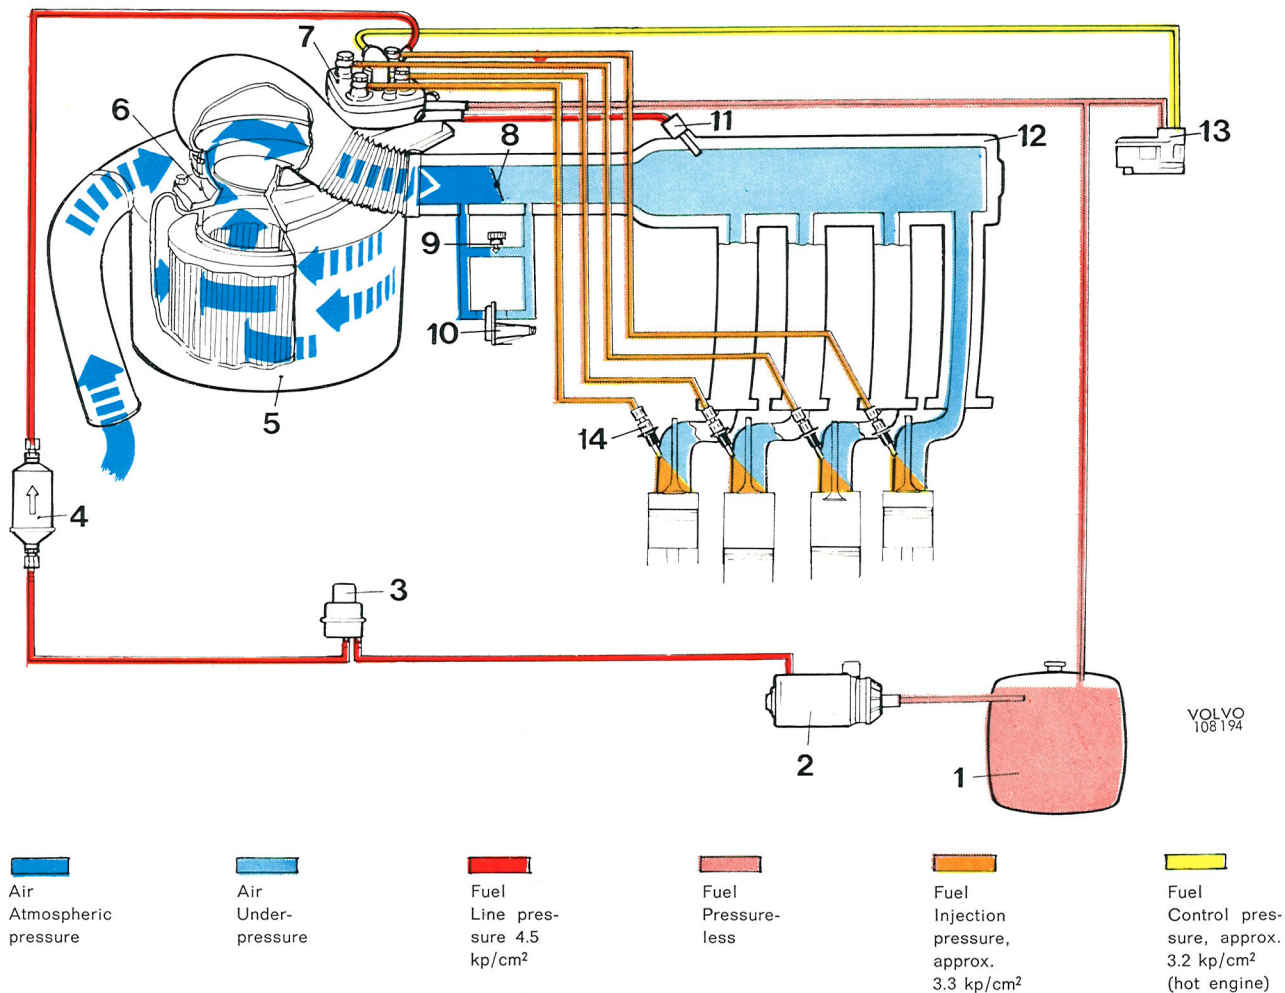 7
6
8
11
12
13
9
10
5
14
4
3
2
1
VOLVO
108194
Air
Atmospheric
pressure
Air
Under-
pressure
Fuel
Line pres-
sure 4.5
kp/cm²
Fuel
Pressure-
less
Fuel
Injection
pressure,
approx.
3.3 kp/cm²
Fuel
Control pres-
sure, approx.
3.2 kp/cm²
(hot engine)